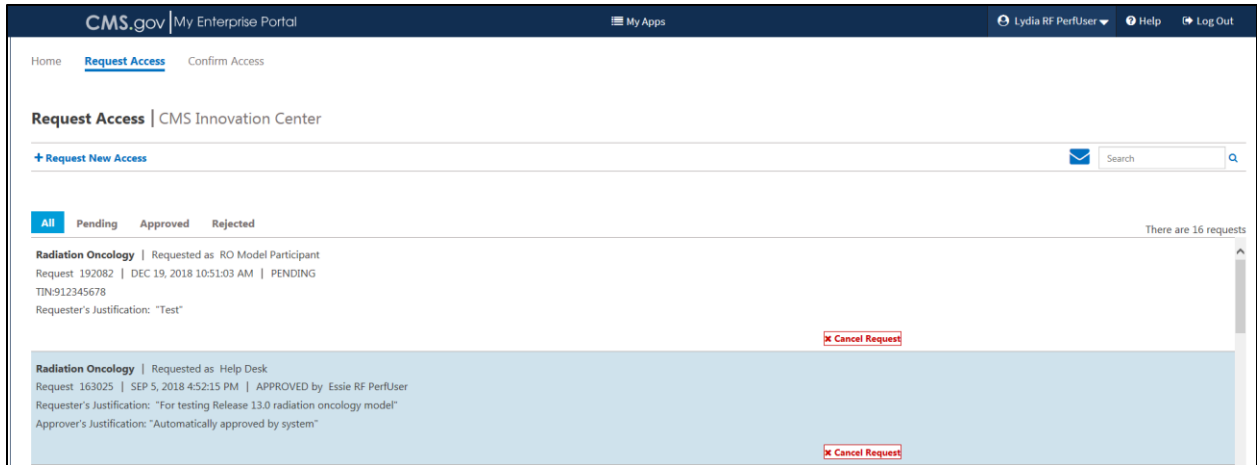 CMS.gov | My Enterprise Portal
My Apps
Lydia RF PerfUser
Help
Log Out
Home
Request Access
Confirm Access
Request Access | CMS Innovation Center
+ Request New Access
Search
All
Pending
Approved
Rejected
There are 16 requests
Radiation Oncology | Requested as RO Model Participant
Request 192082 | DEC 19, 2018 10:51:03 AM | PENDING
TIN:912345678
Requester's Justification: "Test"
x Cancel Request
Radiation Oncology | Requested as Help Desk
Request 163025 | SEP 5, 2018 4:52:15 PM | APPROVED by Essie RF PerfUser
Requester's Justification: "For testing Release 13.0 radiation oncology model"
Approver's Justification: "Automatically approved by system"
x Cancel Request